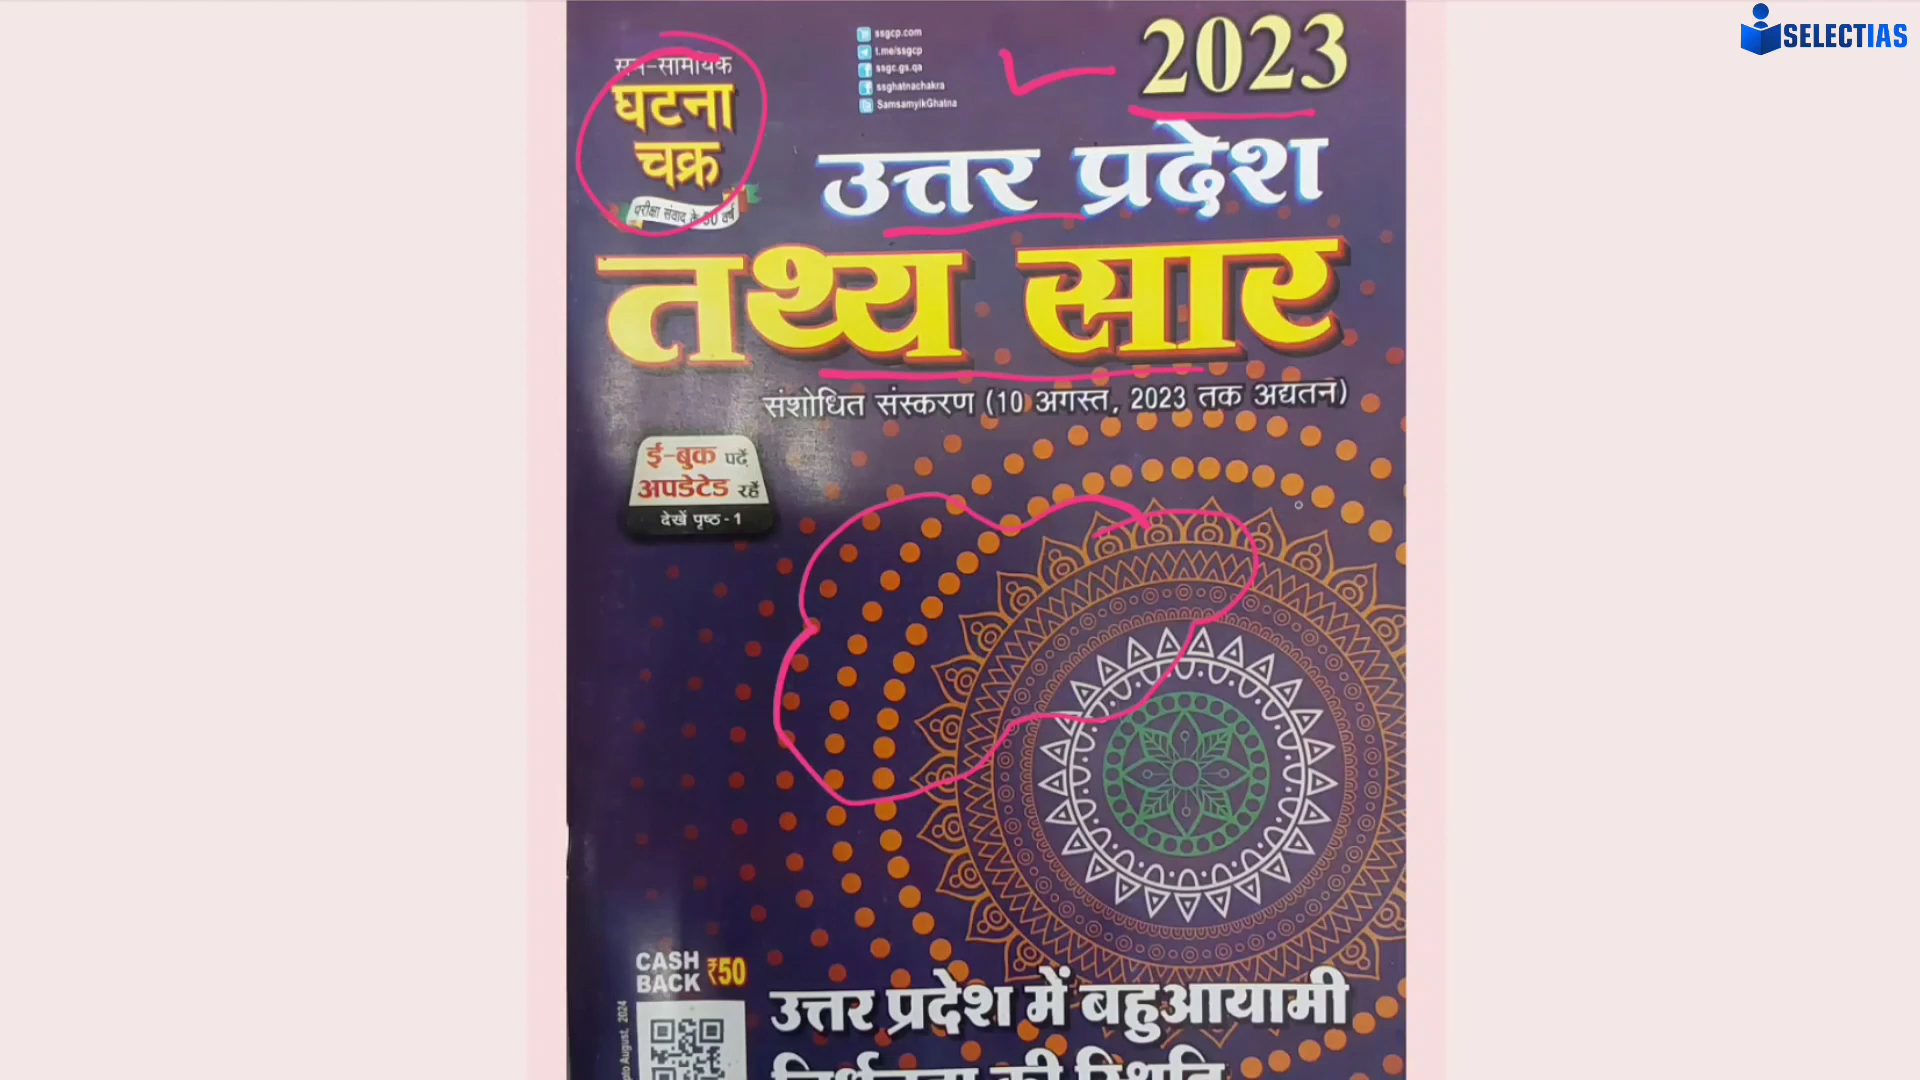 SELECTIAS
सम-सामयिक
घटना
चक्र
परीक्षा संवाद के 30 वर्ष
ssgcp.com
t.me/ssgcp
ssgc.gs.qa
ssghatnachakra
SamsamyikGhatna
2023
उत्तर प्रदेश
तथ्य सार
संशोधित संस्करण (10 अगस्त, 2023 तक अद्यतन)
ई-बुक पढ़ें
अपडेटेड रहें
देखें पृष्ठ-1
CASH
BACK ₹50
August, 2024
उत्तर प्रदेश में बहुआयामी
की स्थिति